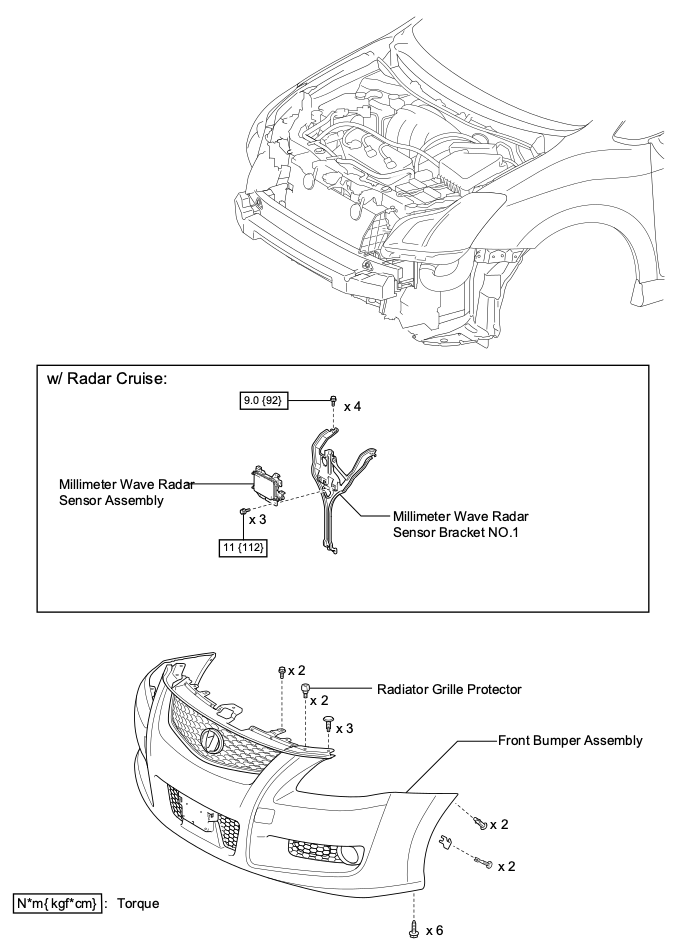 w/ Radar Cruise:
9.0 {92}
x 4
Millimeter Wave Radar
Sensor Assembly
x 3
11 {112}
Millimeter Wave Radar
Sensor Bracket NO.1
x 2
Radiator Grille Protector
x 2
x 3
Front Bumper Assembly
x 2
x 2
N*m{ kgf*cm} : Torque
x 6